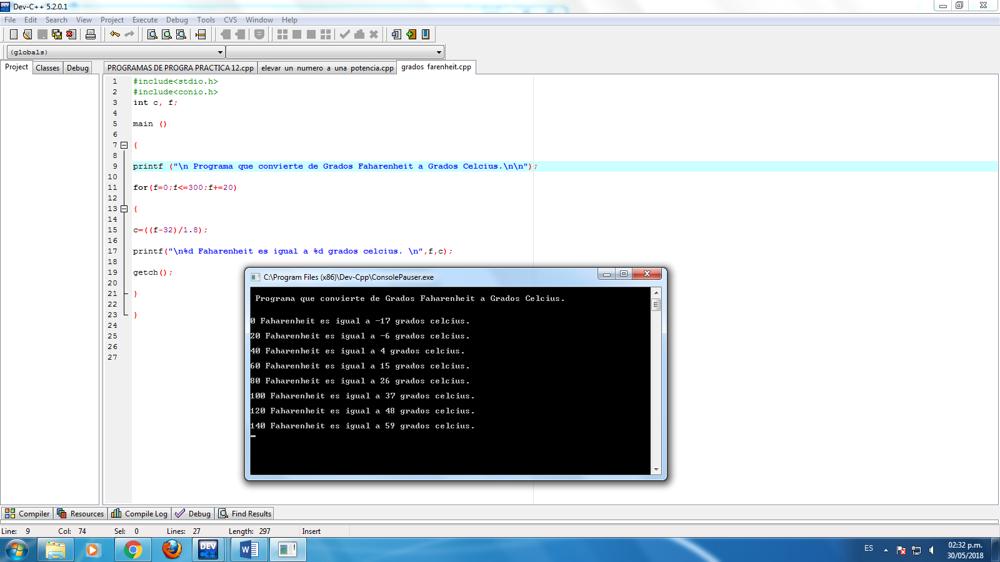 Dev-C++ 5.2.0.1
File Edit Search View Project Execute Debug Tools CVS Window Help
(globals)
Project Classes Debug
PROGRAMAS DE PROGRA PRACTICA 12.cpp elevar un numero a una potencia.cpp grados farenheit.cpp
1 #include<stdio.h>
2 #include<conio.h>
3 int c, f;
4
5 main ()
6
7 {
8
9 printf ("\n Programa que convierte de Grados Faharenheit a Grados Celcius.\n\n");
10
11 for(f=0;f<=300;f+=20)
12
13 {
14
15 c=((f-32)/1.8);
16
17 printf("\n%d Faharenheit es igual a %d grados celcius. \n",f,c);
18
19 getch();
20
21 }
22
23 }
24
25
26
27
C:\Program Files (x86)\Dev-Cpp\ConsolePauser.exe
Programa que convierte de Grados Faharenheit a Grados Celcius.
0 Faharenheit es igual a -17 grados celcius.
20 Faharenheit es igual a -6 grados celcius.
40 Faharenheit es igual a 4 grados celcius.
60 Faharenheit es igual a 15 grados celcius.
80 Faharenheit es igual a 26 grados celcius.
100 Faharenheit es igual a 37 grados celcius.
120 Faharenheit es igual a 48 grados celcius.
140 Faharenheit es igual a 59 grados celcius.
Compiler Resources Compile Log Debug Find Results
Line: 9 Col: 74 Sel: 0 Lines: 27 Length: 297 Insert
DEV C++
W
ES
02:32 p.m.
30/05/2018